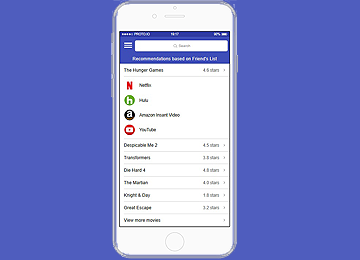 PROTO.IO 16:17 80%
Search
Recommendations based on Friend's List
The Hunger Games 4.6 stars
Netflix
Hulu
Amazon Insant Video
YouTube
Despicable Me 2 4.5 stars
Transformers 3.8 stars
Die Hard 4 4.6 stars
The Martian 4.0 stars
Knight & Day 1.8 stars
Great Escape 3.2 stars
View more movies